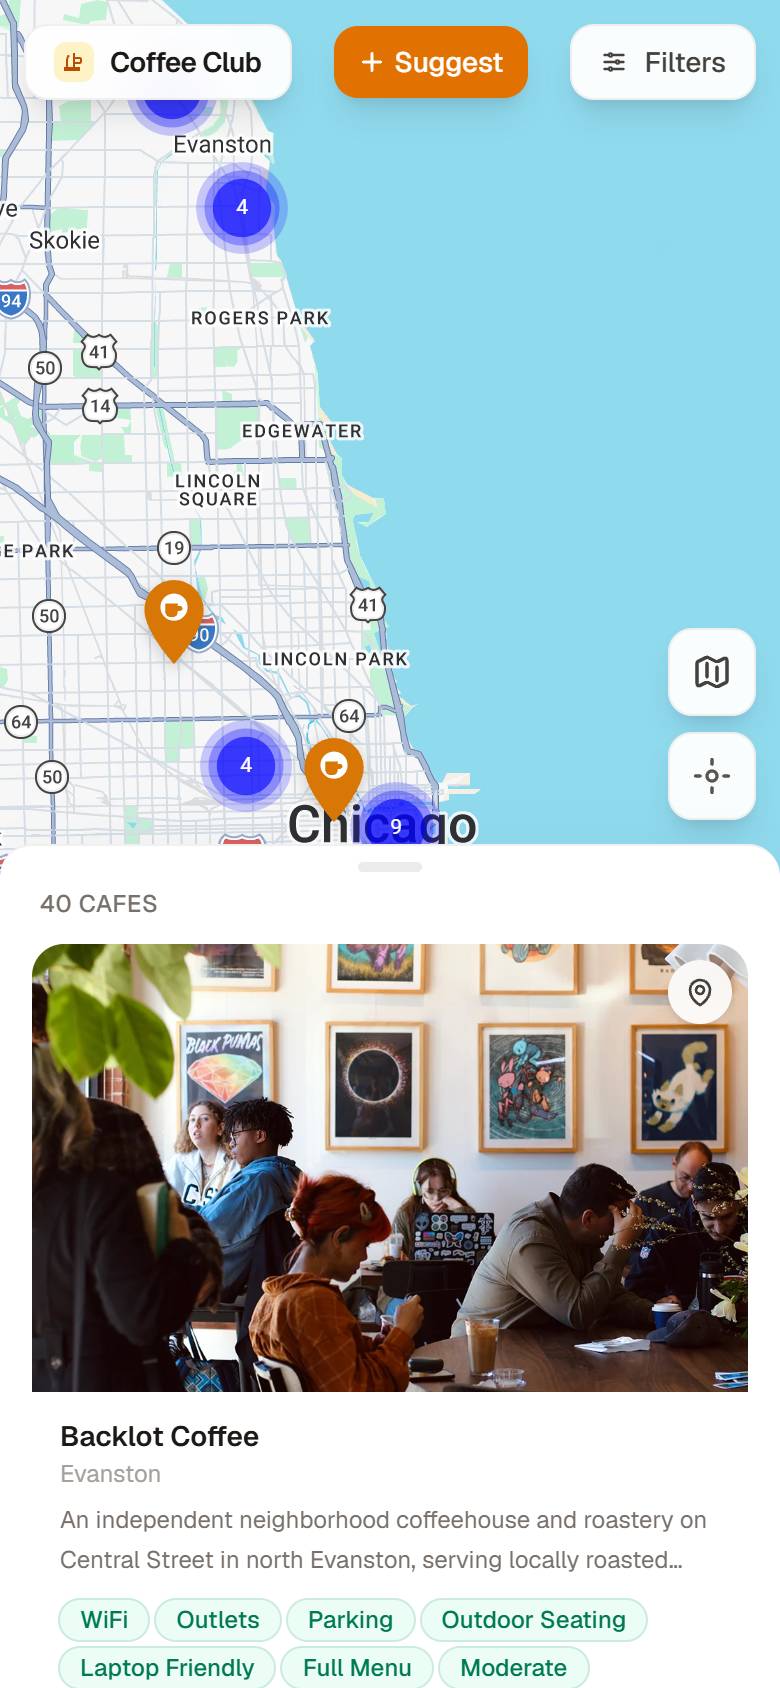 Coffee Club
+ Suggest
Filters
Evanston
4
Skokie
94
ROGERS PARK
41
50
14
EDGEWATER
LINCOLN
SQUARE
19
50
41
90
LINCOLN PARK
64
64
4
50
Chicago
9
40 CAFES
BLACK PUMAS
Backlot Coffee
Evanston
An independent neighborhood coffeehouse and roastery on
Central Street in north Evanston, serving locally roasted...
WiFi
Outlets
Parking
Outdoor Seating
Laptop Friendly
Full Menu
Moderate